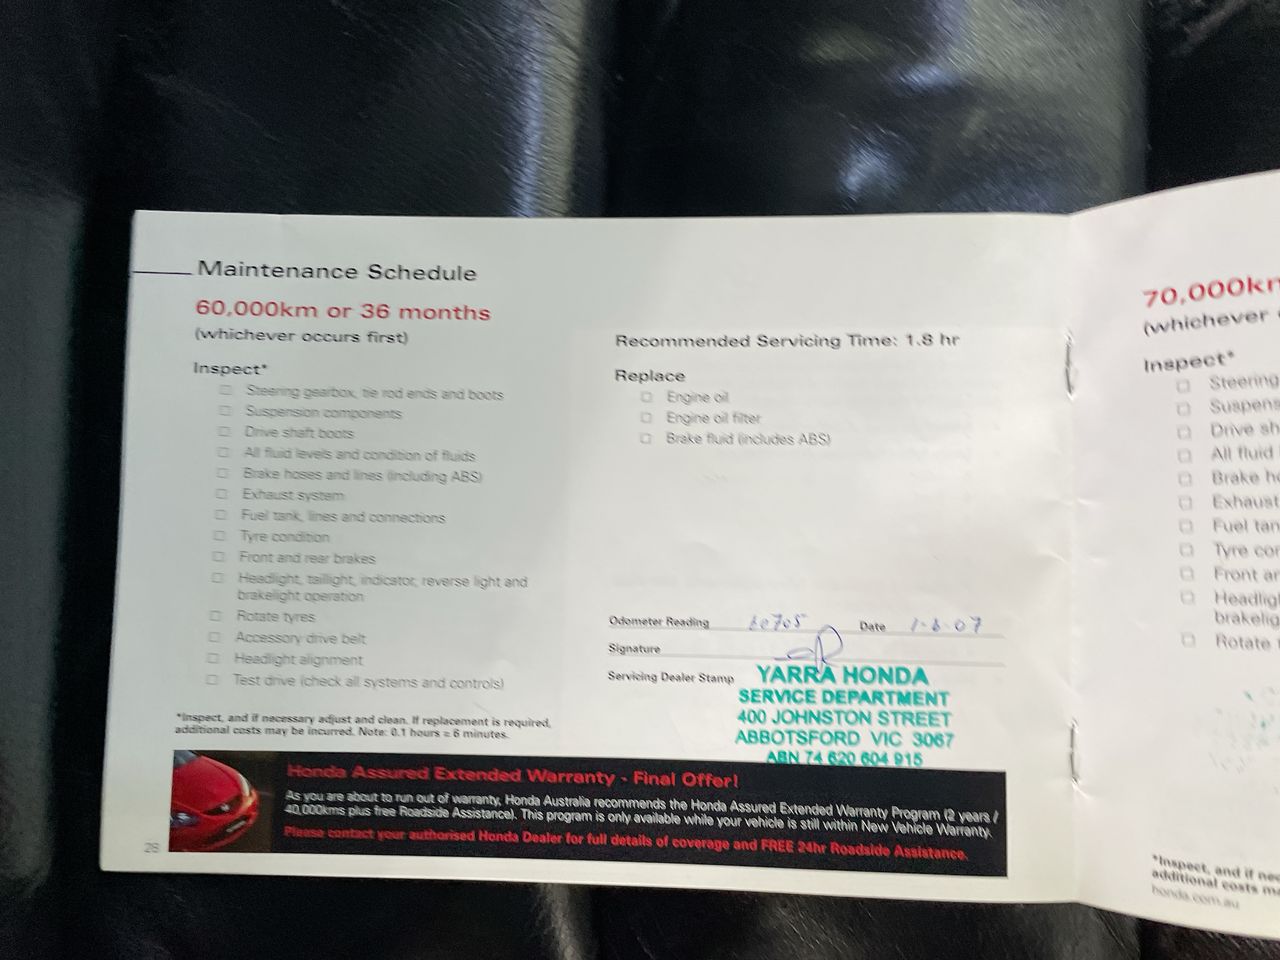 Maintenance Schedule
60,000km or 36 months
(whichever occurs first)
Inspect*
Steering gearbox, tie rod ends and boots
Suspension components
Drive shaft boots
All fluid levels and condition of fluids
Brake hoses and lines (including ABS)
Exhaust system
Fuel tank, lines and connections
Tyre condition
Front and rear brakes
Headlight, taillight, indicator, reverse light and
brakelight operation
Rotate tyres
Accessory drive belt
Headlight alignment
Test drive (check all systems and controls)
*Inspect, and if necessary adjust and clean. If replacement is required,
additional costs may be incurred. Note: 0.1 hours = 6 minutes.
Recommended Servicing Time: 1.8 hr
Replace
Engine oil
Engine oil filter
Brake fluid (includes ABS)
Odometer Reading 60705 Date
Signature
Servicing Dealer Stamp
YARRA HONDA
SERVICE DEPARTMENT
400 JOHNSTON STREET
ABBOTSFORD VIC 3067
ABN 74 620 604 915
Honda Assured Extended Warranty - Final Offer!
As you are about to run out of warranty, Honda Australia recommends the Honda Assured Extended Warranty Program (2 years /
40,000kms plus free Roadside Assistance). This program is only available while your vehicle is still within New Vehicle Warranty.
Please contact your authorised Honda Dealer for full details of coverage and FREE 24hr Roadside Assistance.
28
70,000km
(whichever
Inspect*
Steering
Suspens
Drive sh
All fluid
Brake ho
Exhaust
Fuel tan
Tyre con
Front an
Headligh
brakelig
Rotate
*Inspect, and if nec
additional costs ma
honda.com.au